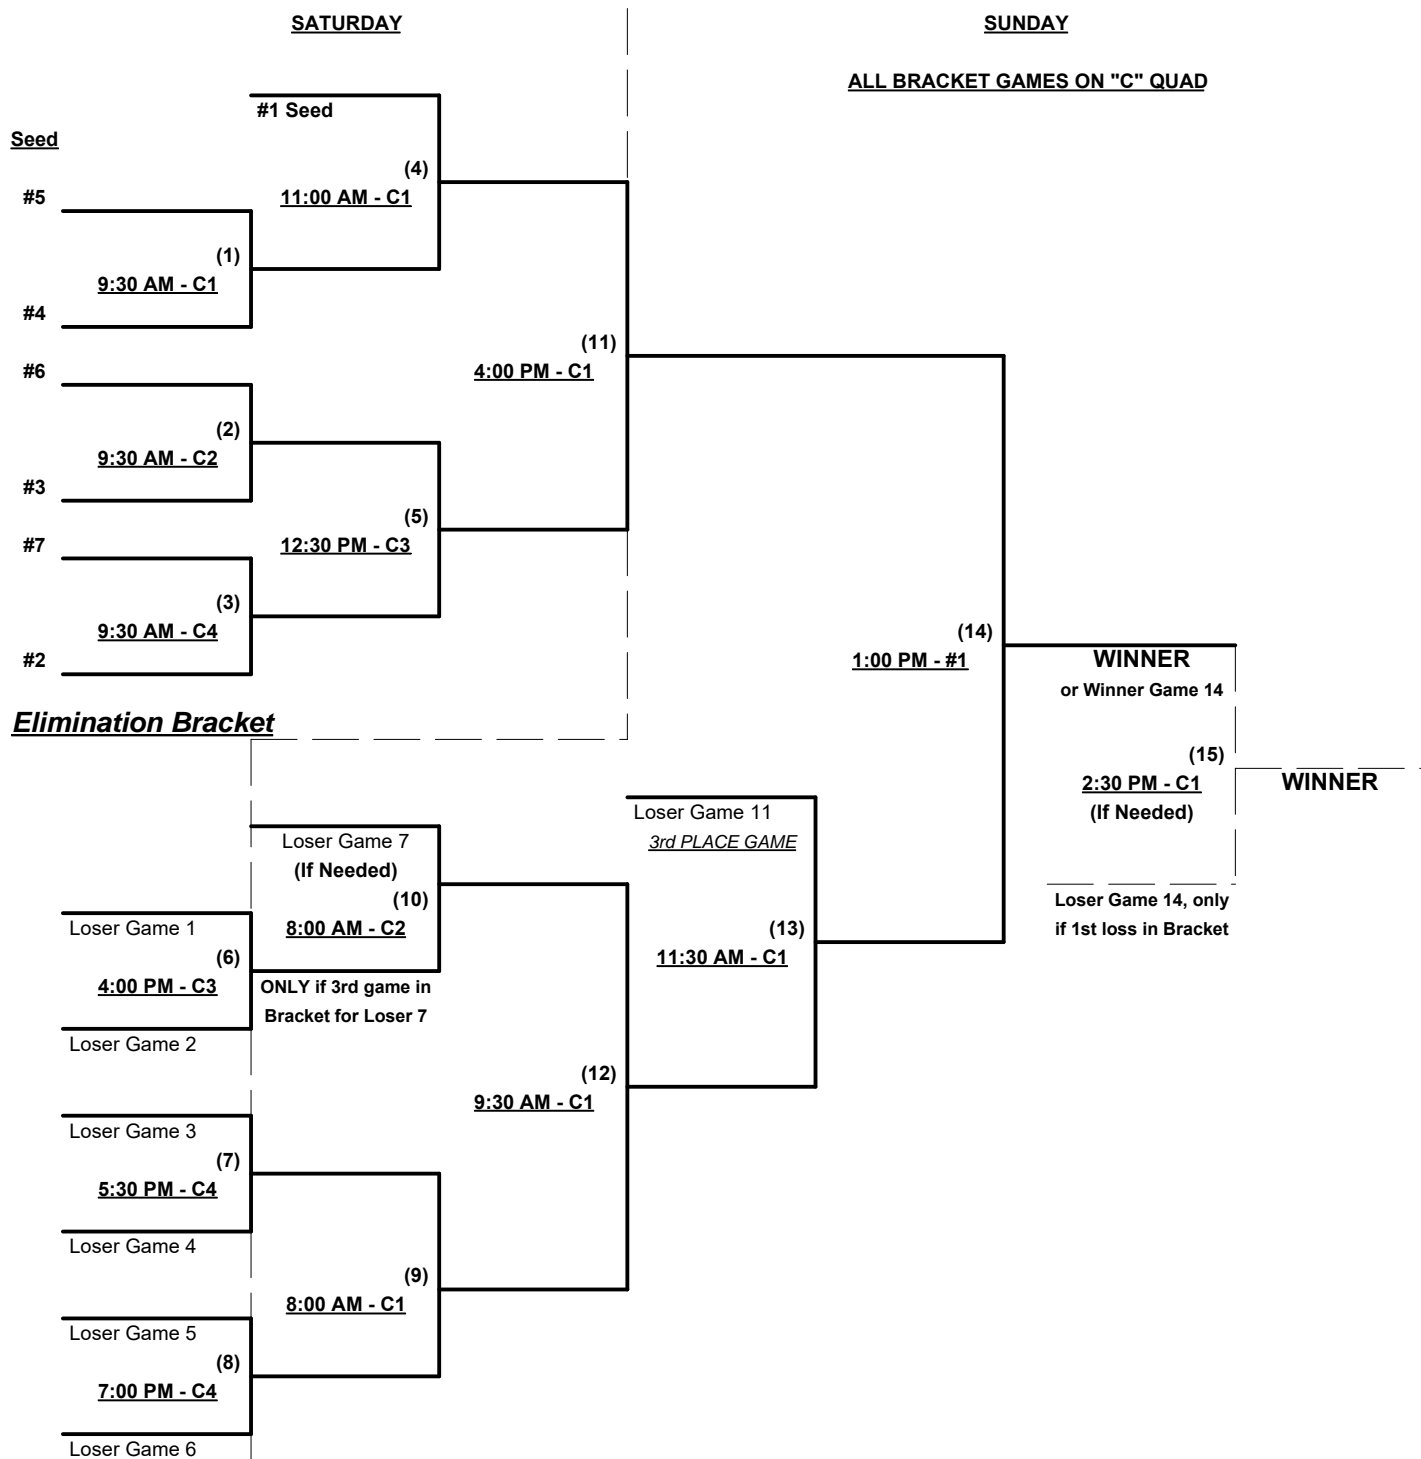 SATURDAY
SUNDAY
ALL BRACKET GAMES ON "C" QUAD
#1 Seed
Seed
(4)
11:00 AM - C1
#5
(1)
9:30 AM - C1
#4
(11)
4:00 PM - C1
#6
(2)
9:30 AM - C2
#3
(5)
12:30 PM - C3
#7
(3)
9:30 AM - C4
#2
(14)
1:00 PM - #1
WINNER
or Winner Game 14
Elimination Bracket
(15)
2:30 PM - C1
(If Needed)
WINNER
Loser Game 11
3rd PLACE GAME
Loser Game 7
(If Needed)
(10)
8:00 AM - C2
Loser Game 14, only
if 1st loss in Bracket
Loser Game 1
(6)
4:00 PM - C3
(13)
11:30 AM - C1
ONLY if 3rd game in
Bracket for Loser 7
Loser Game 2
(12)
9:30 AM - C1
Loser Game 3
(7)
5:30 PM - C4
Loser Game 4
(9)
8:00 AM - C1
Loser Game 5
(8)
7:00 PM - C4
Loser Game 6